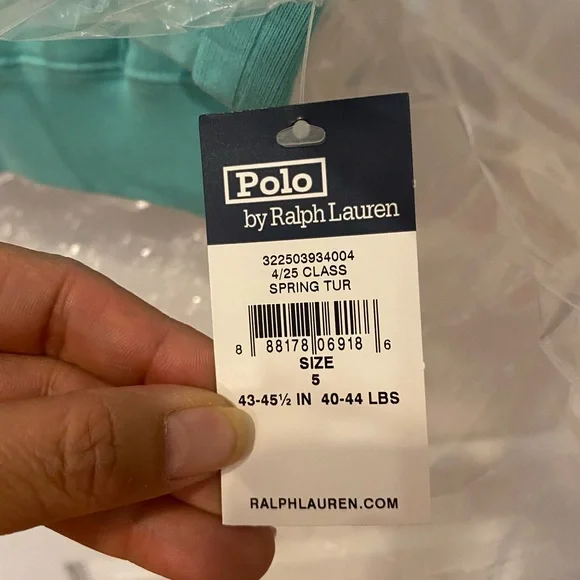 Polo
by Ralph Lauren
322503934004
4/25 CLASS
SPRING TUR
8 88178 06918 6
SIZE
5
43-45½ IN 40-44 LBS
RALPHLAUREN.COM